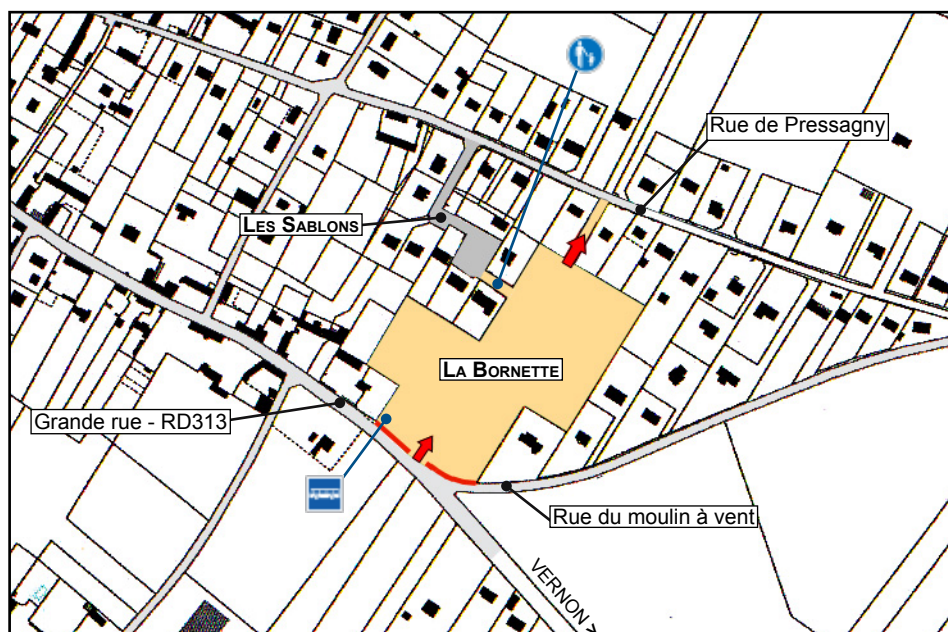 Rue de Pressagny
LES SABLONS
LA BORNETTE
Grande rue - RD313
Rue du moulin à vent
VERNON >